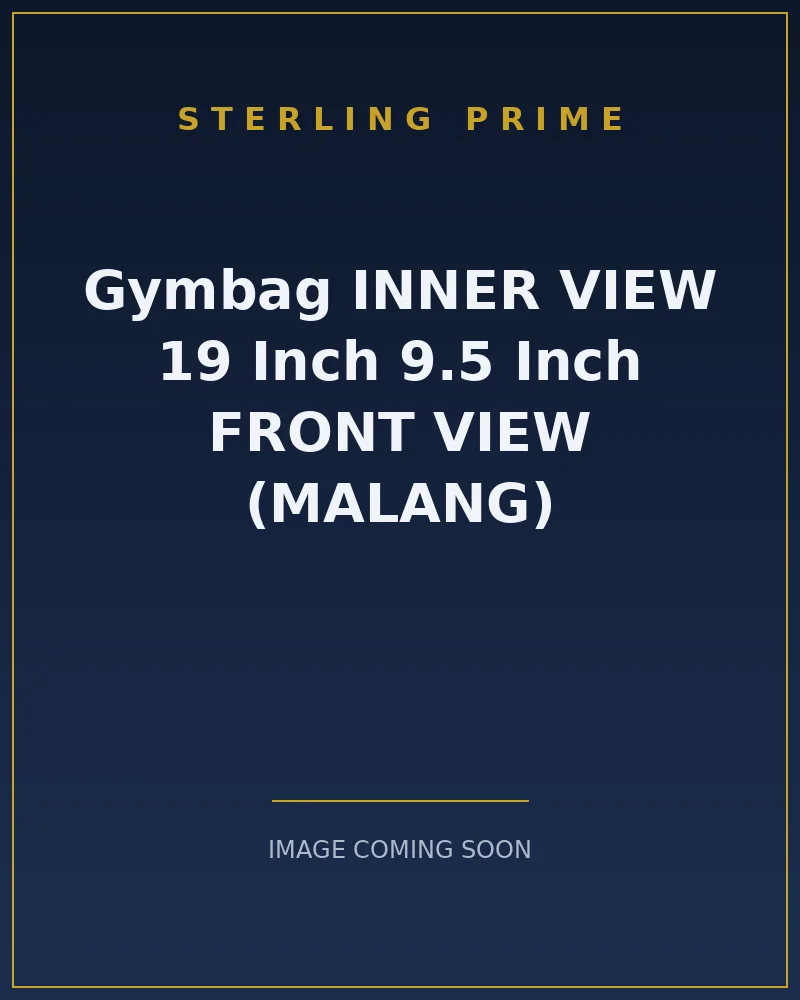 STERLING PRIME
Gymbag INNER VIEW
19 Inch 9.5 Inch
FRONT VIEW
(MALANG)
IMAGE COMING SOON